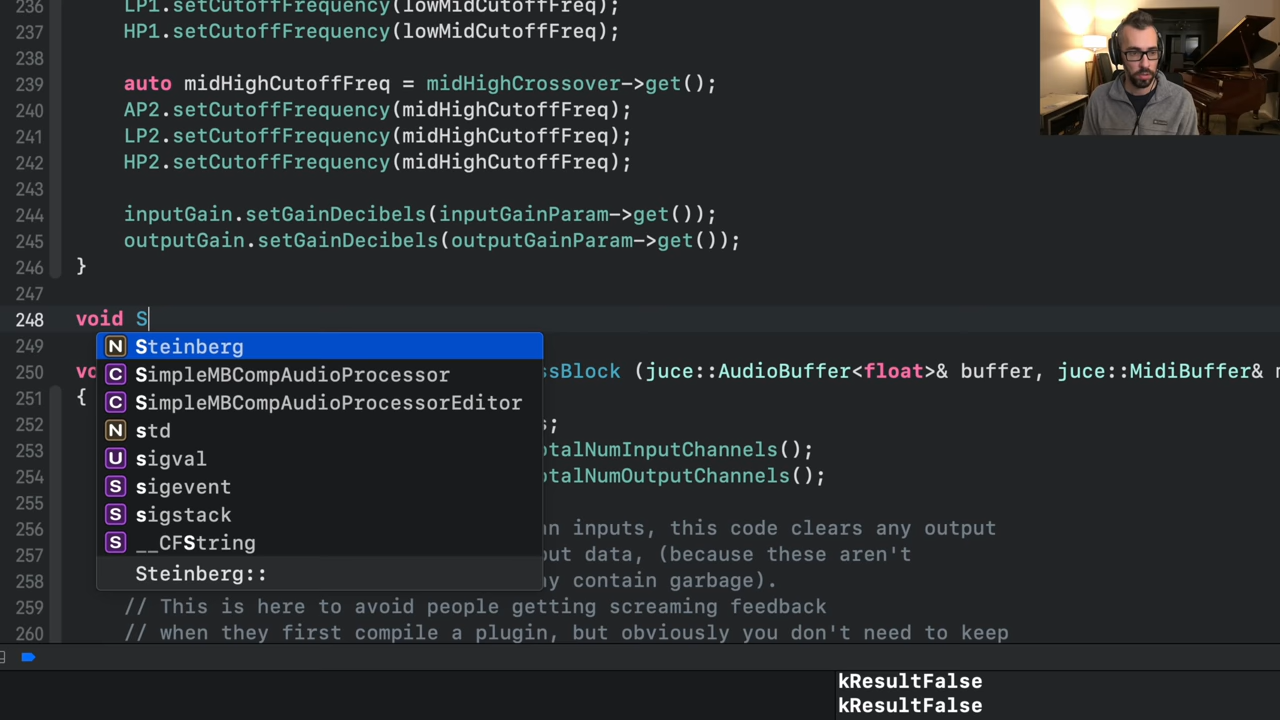 236 LP1.setCutoffFrequency(lowMidCutoffFreq);
237 HP1.setCutoffFrequency(lowMidCutoffFreq);
238
239 auto midHighCutoffFreq = midHighCrossover->get();
240 AP2.setCutoffFrequency(midHighCutoffFreq);
241 LP2.setCutoffFrequency(midHighCutoffFreq);
242 HP2.setCutoffFrequency(midHighCutoffFreq);
243
244 inputGain.setGainDecibels(inputGainParam->get());
245 outputGain.setGainDecibels(outputGainParam->get());
246 }
247
248 void S
249 N Steinberg
C SimpleMBCompAudioProcessor
C SimpleMBCompAudioProcessorEditor
N std
U sigval
S sigevent
S sigstack
S __CFString
Steinberg::
250 vo ssBlock (juce::AudioBuffer<float>& buffer, juce::MidiBuffer&
251 {
252 s;
253 otalNumInputChannels();
254 otalNumOutputChannels();
255
256 an inputs, this code clears any output
257 ut data, (because these aren't
258 y contain garbage).
259 // This is here to avoid people getting screaming feedback
260 // when they first compile a plugin, but obviously you don't need to keep
kResultFalse
kResultFalse